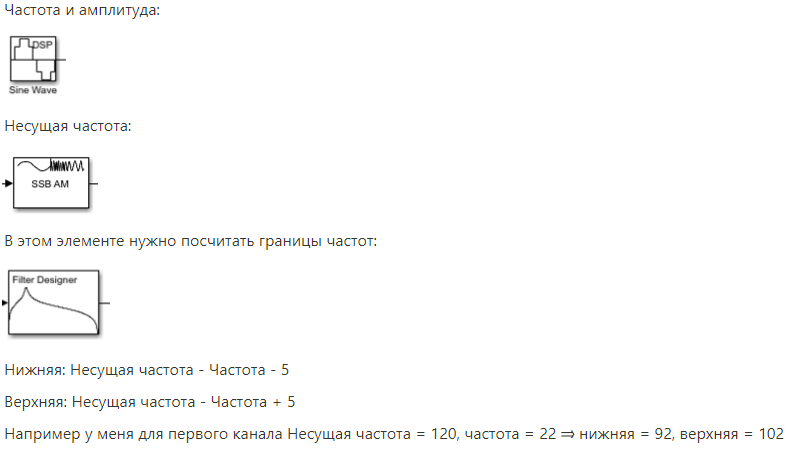 Частота и амплитуда:
DSP
Sine Wave
Несущая частота:
SSB AM
В этом элементе нужно посчитать границы частот:
Filter Designer
Нижняя: Несущая частота - Частота - 5
Верхняя: Несущая частота - Частота + 5
Например у меня для первого канала Несущая частота = 120, частота = 22 ⇒ нижняя = 92, верхняя = 102